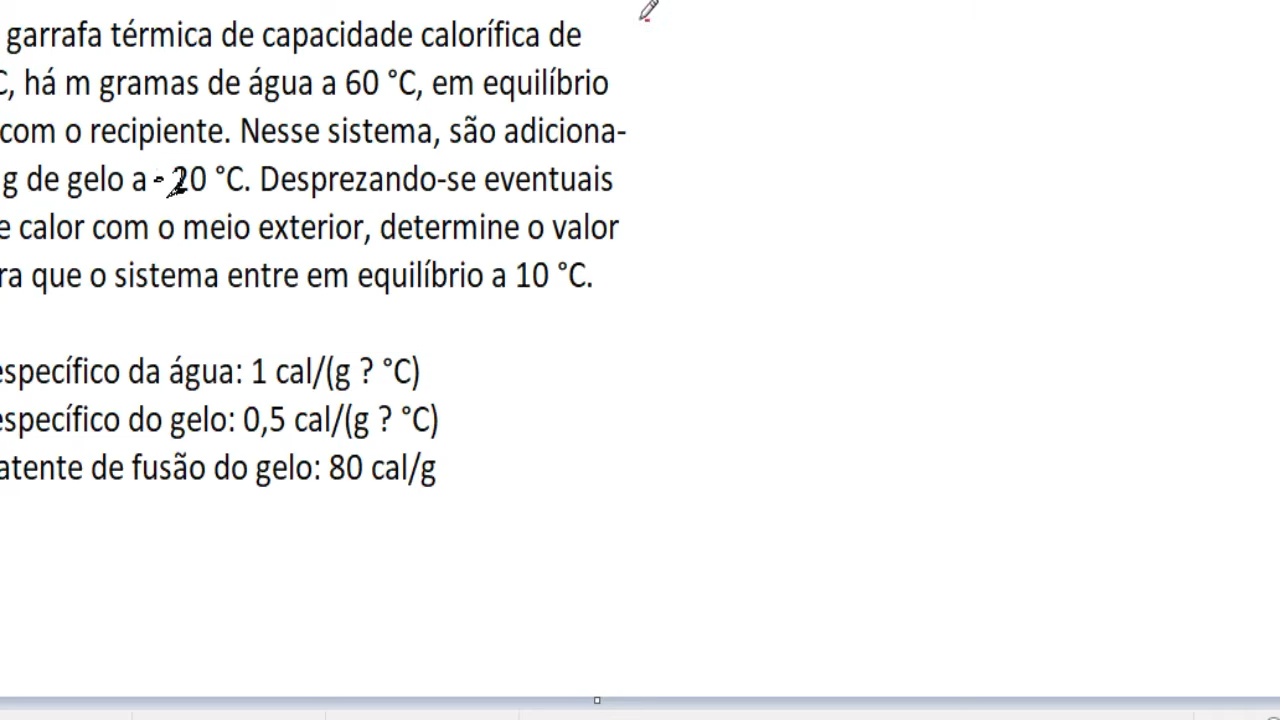 garrafa térmica de capacidade calorífica de
C, há m gramas de água a 60 °C, em equilíbrio
com o recipiente. Nesse sistema, são adiciona-
g de gelo a - 20 °C. Desprezando-se eventuais
e calor com o meio exterior, determine o valor
ra que o sistema entre em equilíbrio a 10 °C.
específico da água: 1 cal/(g ? °C)
específico do gelo: 0,5 cal/(g ? °C)
atente de fusão do gelo: 80 cal/g